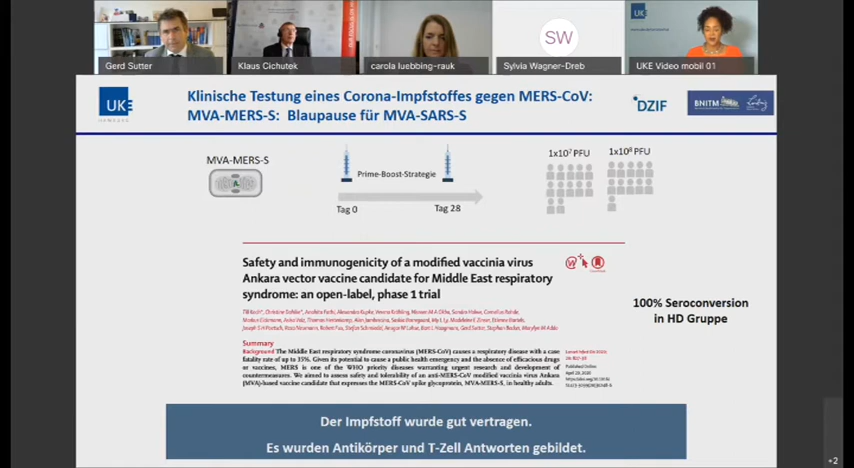 SW
Gerd Sutter
Klaus Cichutek
carola luebbing-rauk
Sylvia Wagner-Dreb
UKE Video mobil 01
UKE
Klinische Testung eines Corona-Impfstoffes gegen MERS-CoV:
MVA-MERS-S: Blaupause für MVA-SARS-S
DZIF
BNITM
MVA-MERS-S
Prime-Boost-Strategie
Tag 0
Tag 28
1x10⁷ PFU
1x10⁸ PFU
Safety and immunogenicity of a modified vaccinia virus
Ankara vector vaccine candidate for Middle East respiratory
syndrome: an open-label, phase 1 trial
Summary
Background The Middle East respiratory syndrome coronavirus (MERS-CoV) causes a respiratory disease with a case
fatality rate of up to 35%. Given its potential to cause a public health emergency and the absence of efficacious drugs
or vaccines, MERS is one of the WHO priority diseases warranting urgent research and development of
countermeasures. We aimed to assess safety and tolerability of an anti-MERS-CoV modified vaccinia virus Ankara
(MVA)-based vaccine candidate that expresses the MERS-CoV spike glycoprotein, MVA-MERS-S, in healthy adults.
Published Online
100% Seroconversion
in HD Gruppe
Der Impfstoff wurde gut vertragen.
Es wurden Antikörper und T-Zell Antworten gebildet.
+2